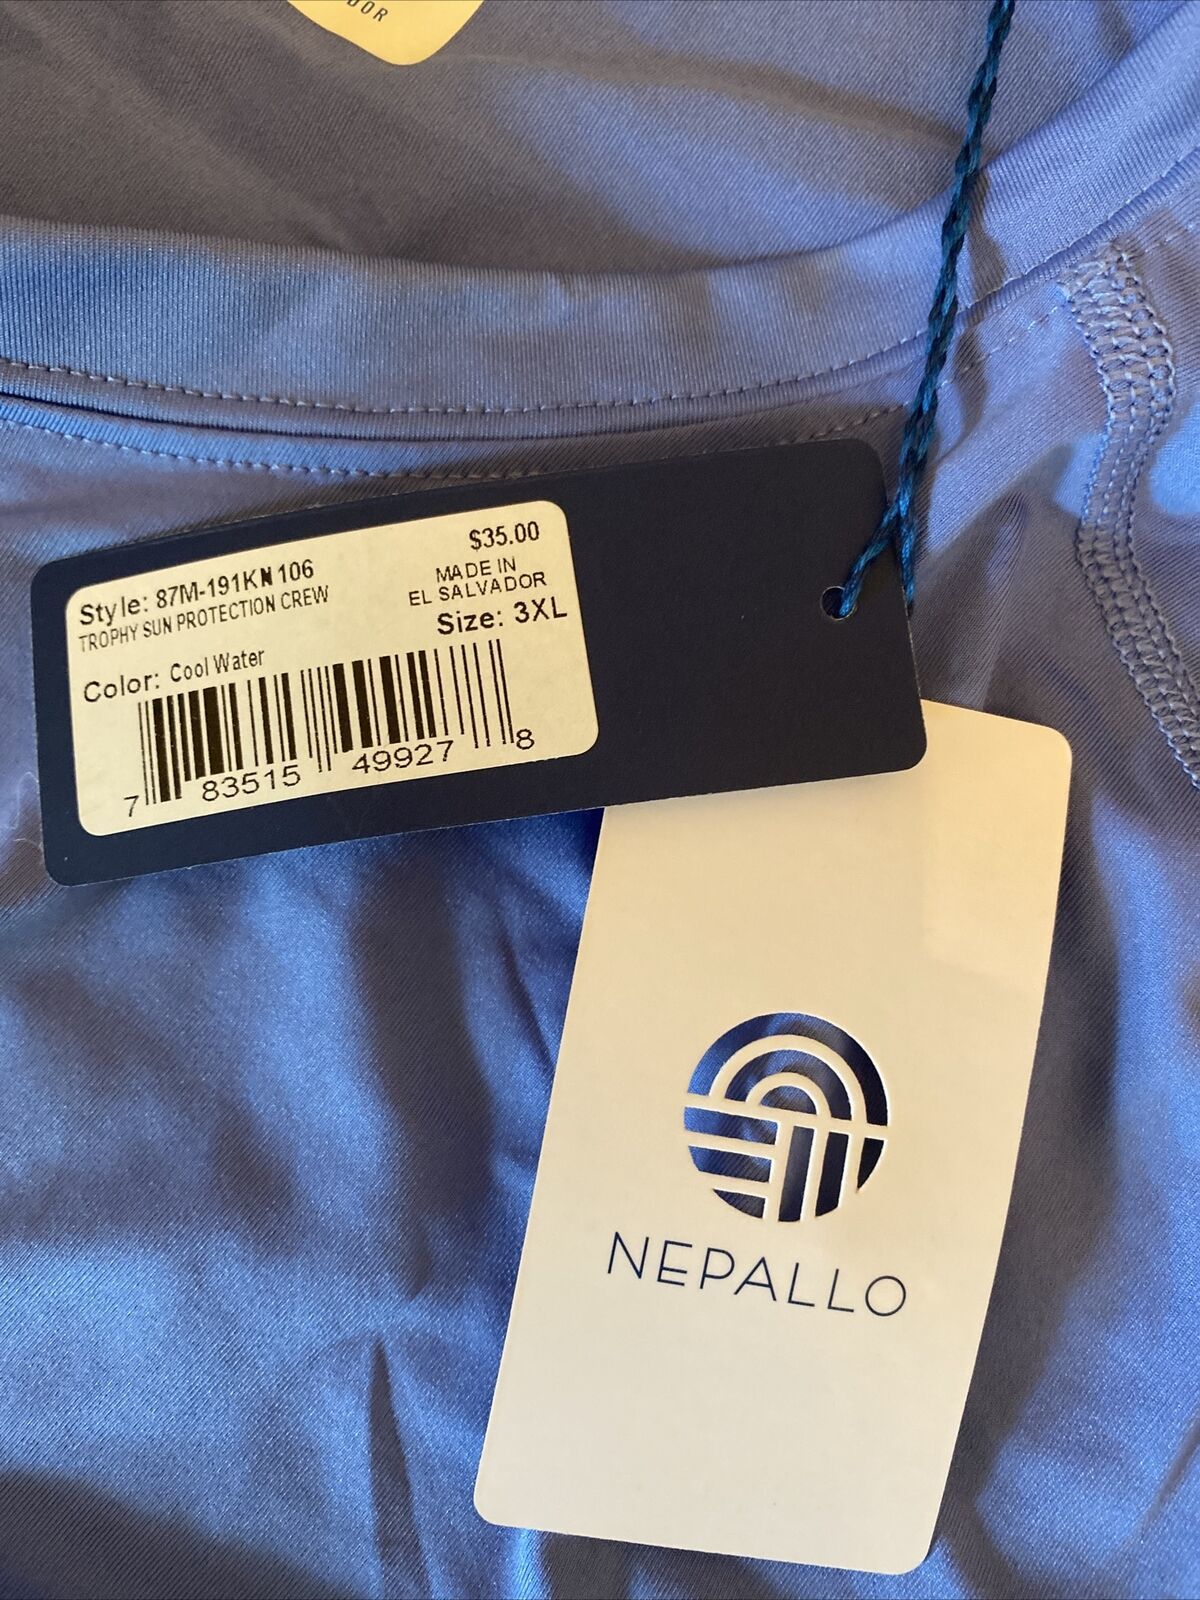 DOR
$35.00
Style: 87M-191KN106
MADE IN
TROPHY SUN PROTECTION CREW
EL SALVADOR
Size: 3XL
Color: Cool Water
7 83515 49927 8
NEPALLO